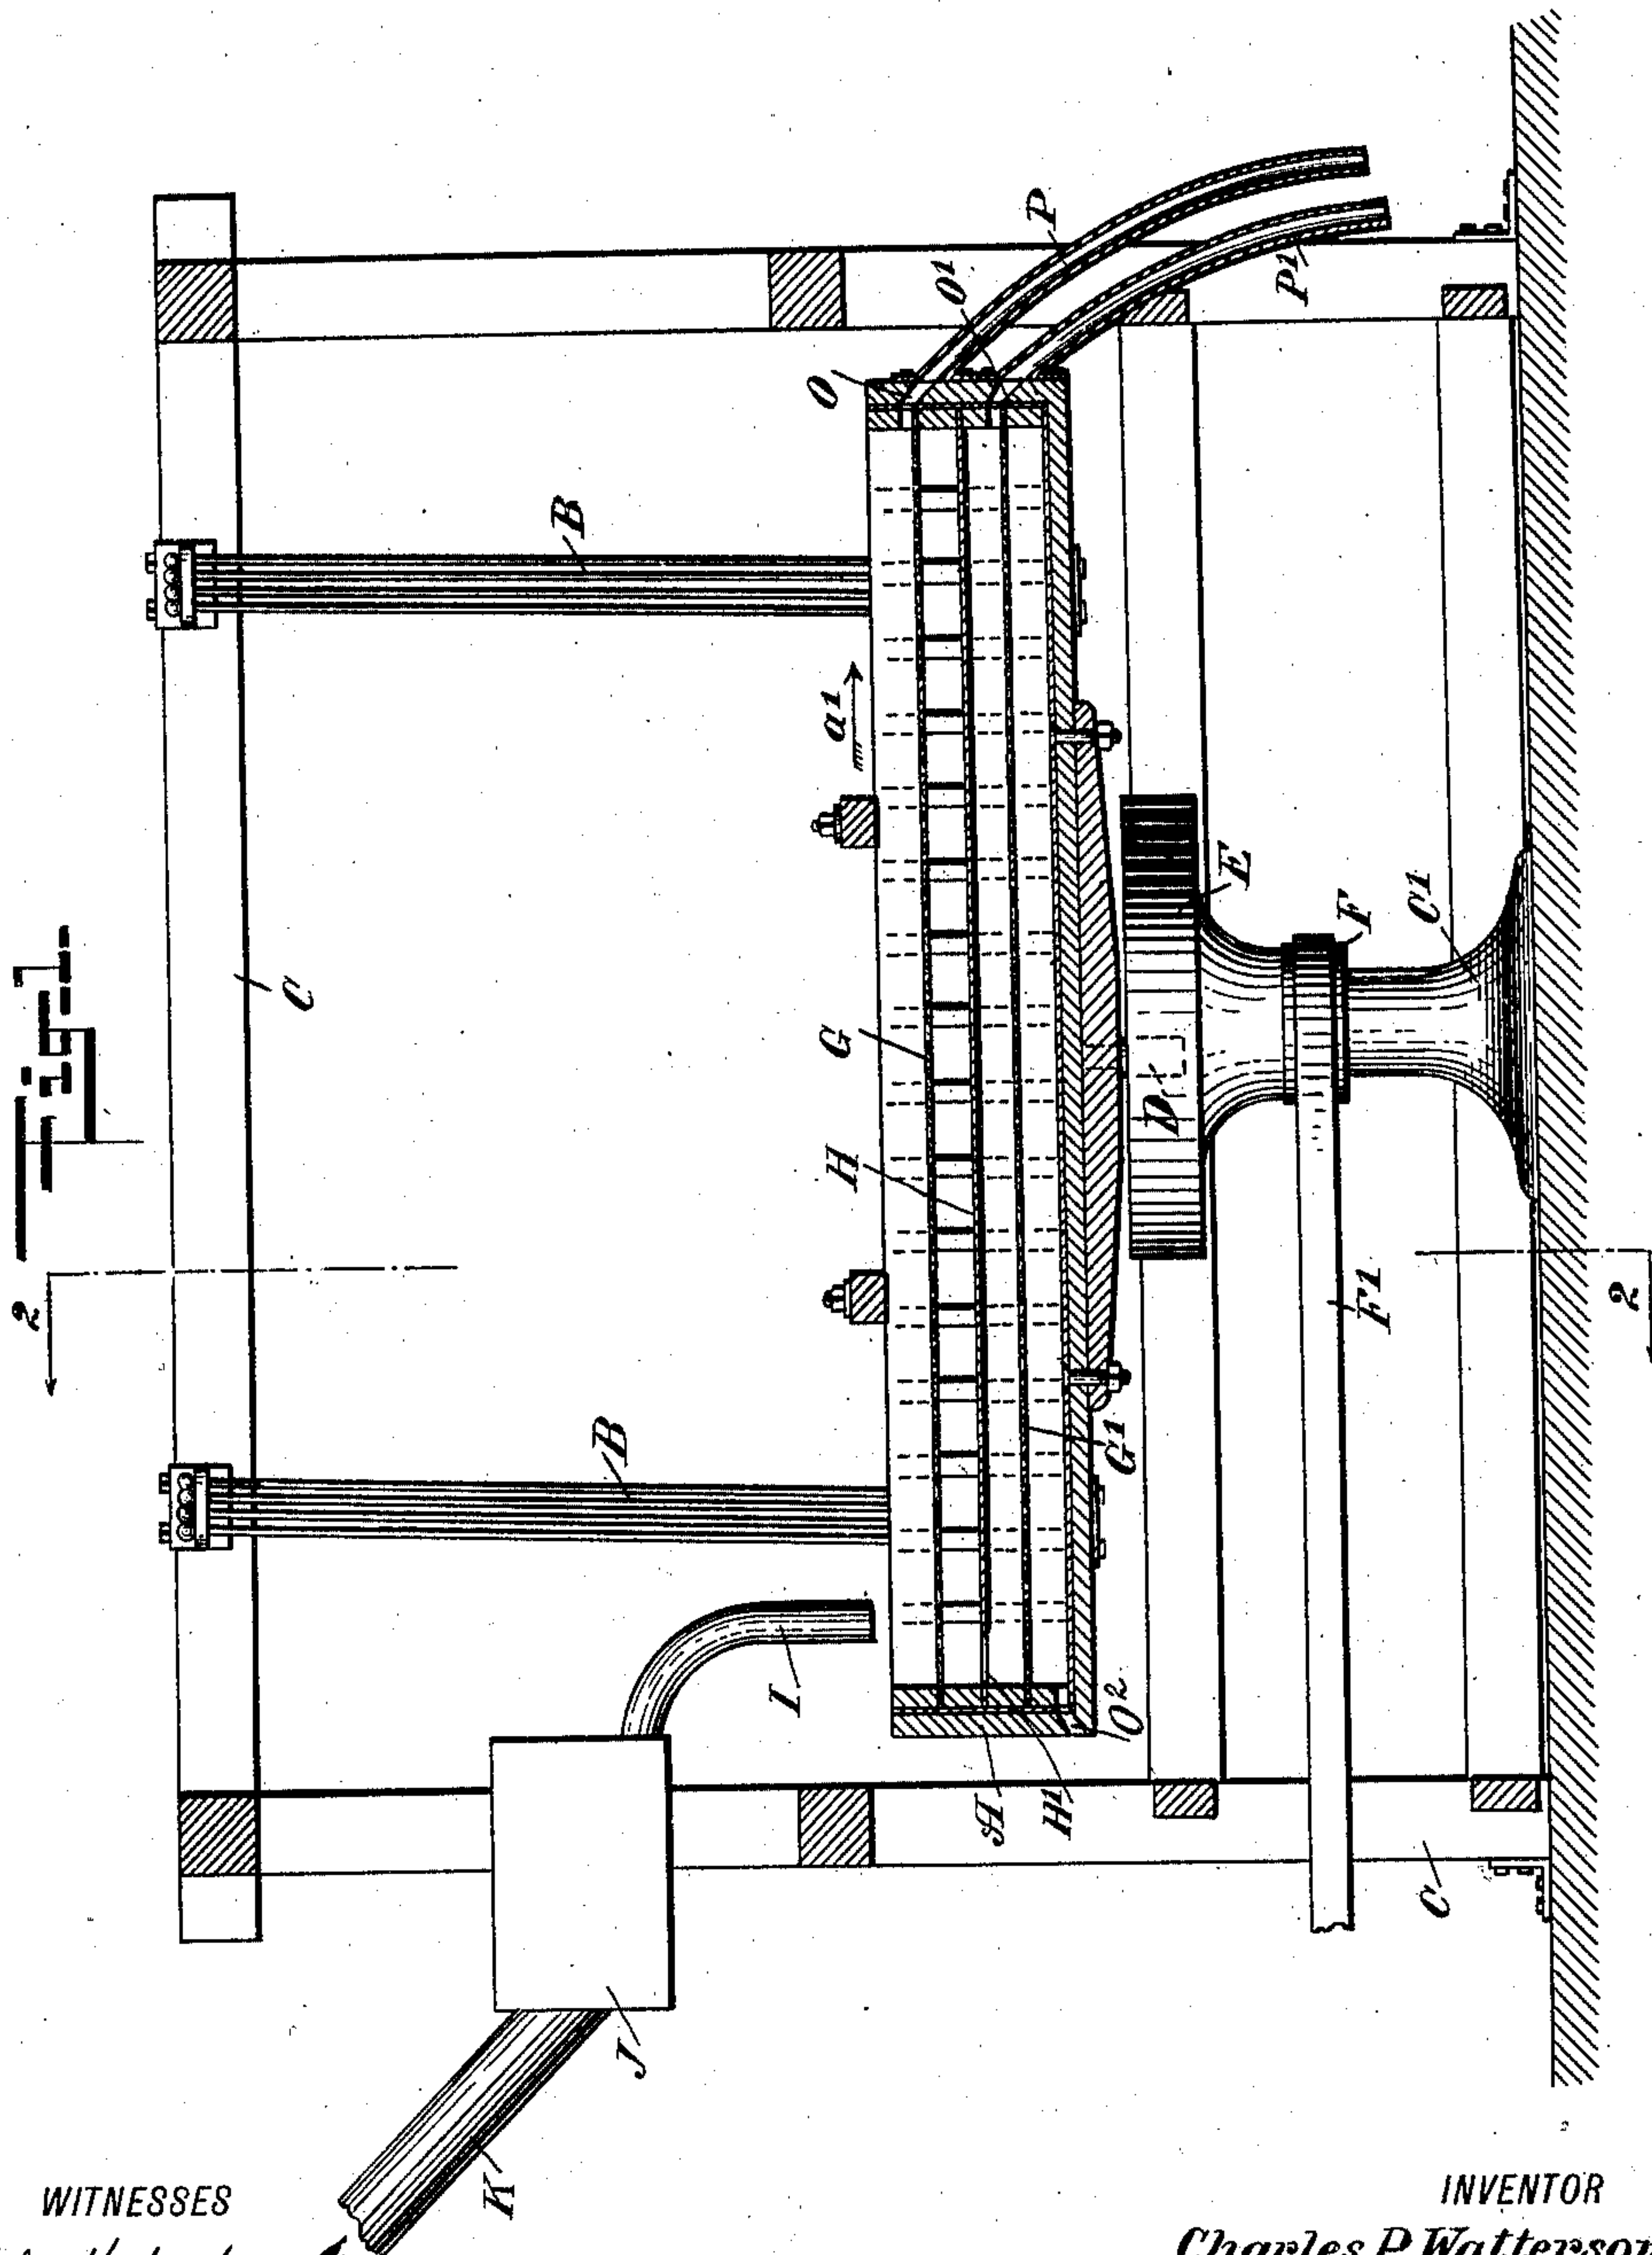 Fig. 1
2
2
C
B
B
a1
O
O1
P
P1
G
H
D
E
F
C1
F1
G1
I
A
H1
O2
J
K
C
WITNESSES
INVENTOR
Charles P. Watterson